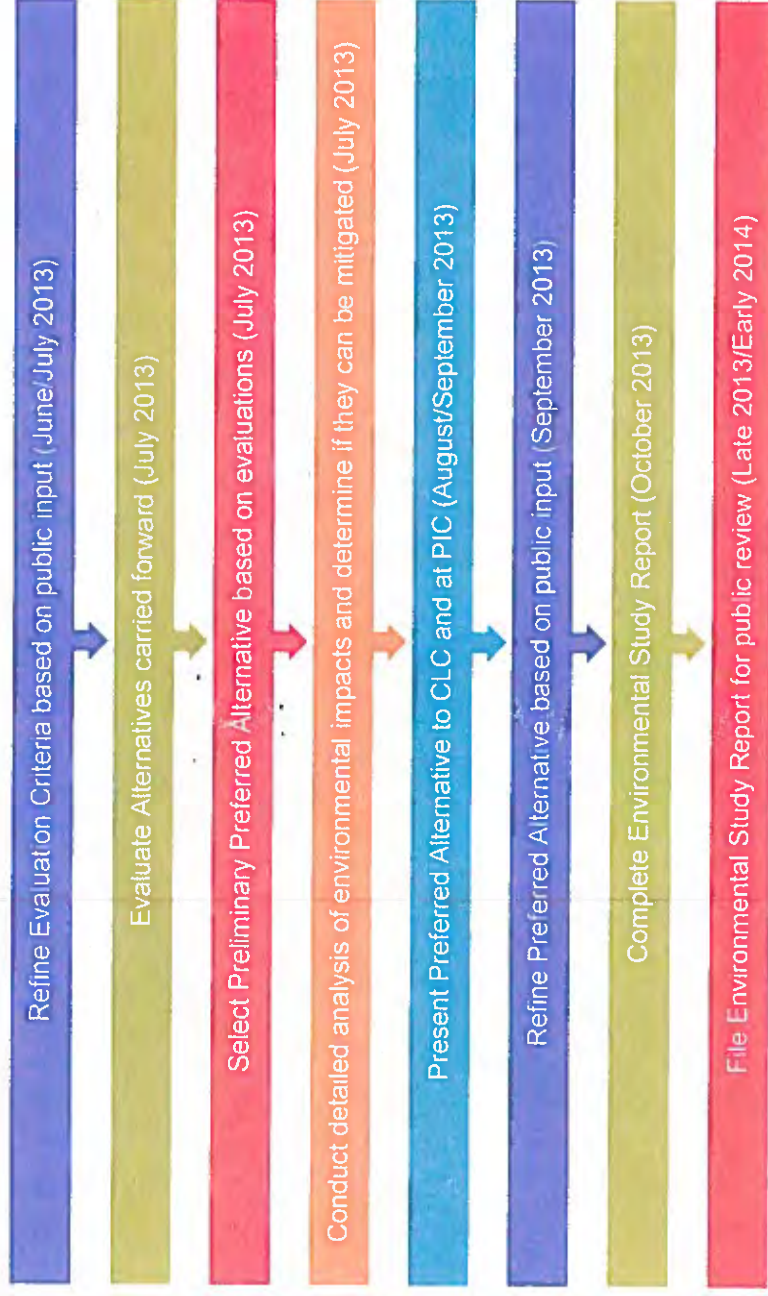 Refine Evaluation Criteria based on public input (June/July 2013)
Evaluate Alternatives carried forward (July 2013)
Select Preliminary Preferred Alternative based on evaluations (July 2013)
Conduct detailed analysis of environmental impacts and determine if they can be mitigated (July 2013)
Present Preferred Alternative to CLC and at PIC (August/September 2013)
Refine Preferred Alternative based on public input (September 2013)
Complete Environmental Study Report (October 2013)
File Environmental Study Report for public review (Late 2013/Early 2014)